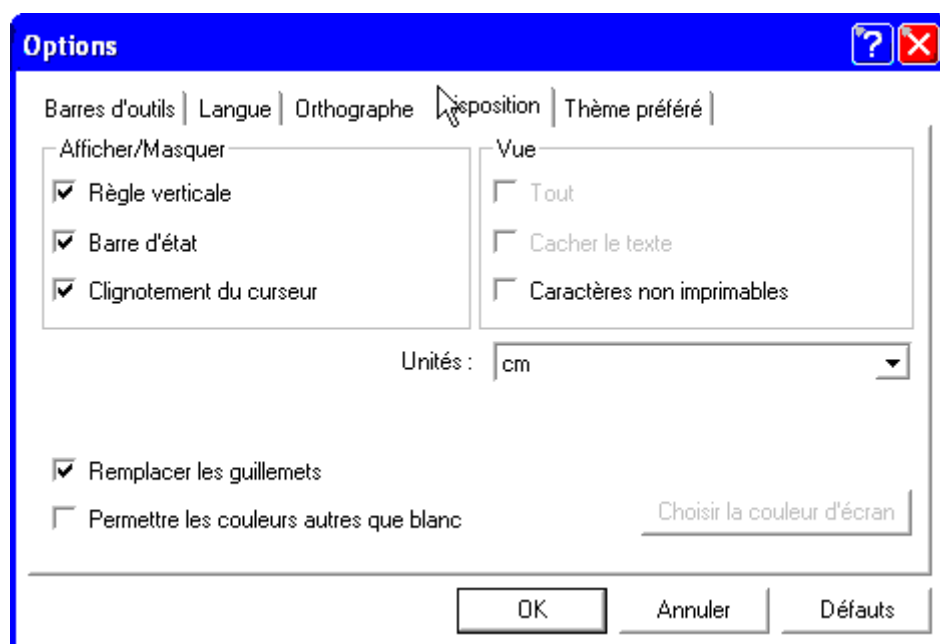 Options
Barres d'outils Langue Orthographe Disposition Thème préféré
Afficher/Masquer Vue
Règle verticale Tout
Barre d'état Cacher le texte
Clignotement du curseur Caractères non imprimables
Unités : cm
Remplacer les guillemets
Permettre les couleurs autres que blanc Choisir la couleur d'écran
OK Annuler Défauts